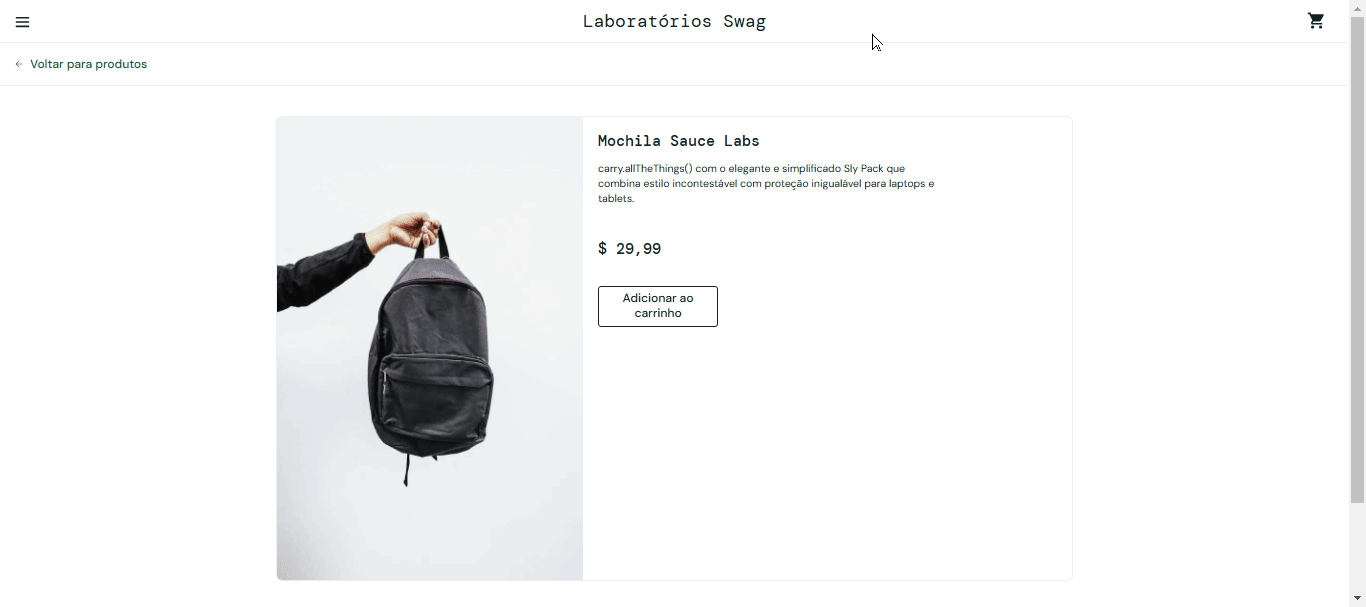 Laboratórios Swag
← Voltar para produtos
Mochila Sauce Labs
carry.allTheThings() com o elegante e simplificado Sly Pack que
combina estilo incontestável com proteção inigualável para laptops e
tablets.
$ 29,99
Adicionar ao
carrinho